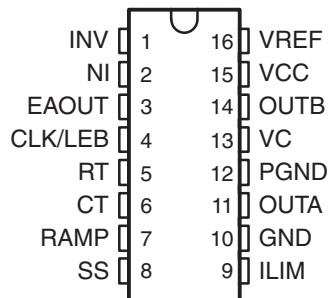 INV 1 16 VREF
NI 2 15 VCC
EAOUT 3 14 OUTB
CLK/LEB 4 13 VC
RT 5 12 PGND
CT 6 11 OUTA
RAMP 7 10 GND
SS 8 9 ILIM